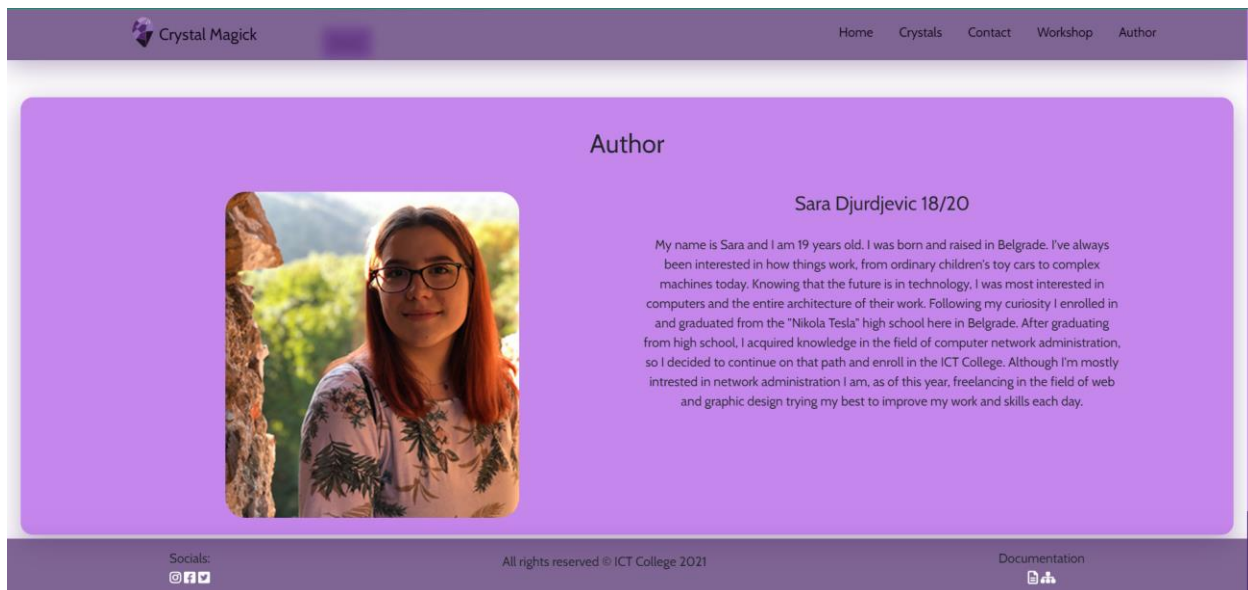 Crystal Magick
Home Crystals Contact Workshop Author
Author
Sara Djurdjevic 18/20
My name is Sara and I am 19 years old. I was born and raised in Belgrade. I've always
been interested in how things work, from ordinary children's toy cars to complex
machines today. Knowing that the future is in technology, I was most interested in
computers and the entire architecture of their work. Following my curiosity I enrolled in
and graduated from the "Nikola Tesla" high school here in Belgrade. After graduating
from high school, I acquired knowledge in the field of computer network administration,
so I decided to continue on that path and enroll in the ICT College. Although I'm mostly
intrested in network administration I am, as of this year, freelancing in the field of web
and graphic design trying my best to improve my work and skills each day.
Socials:
All rights reserved © ICT College 2021
Documentation